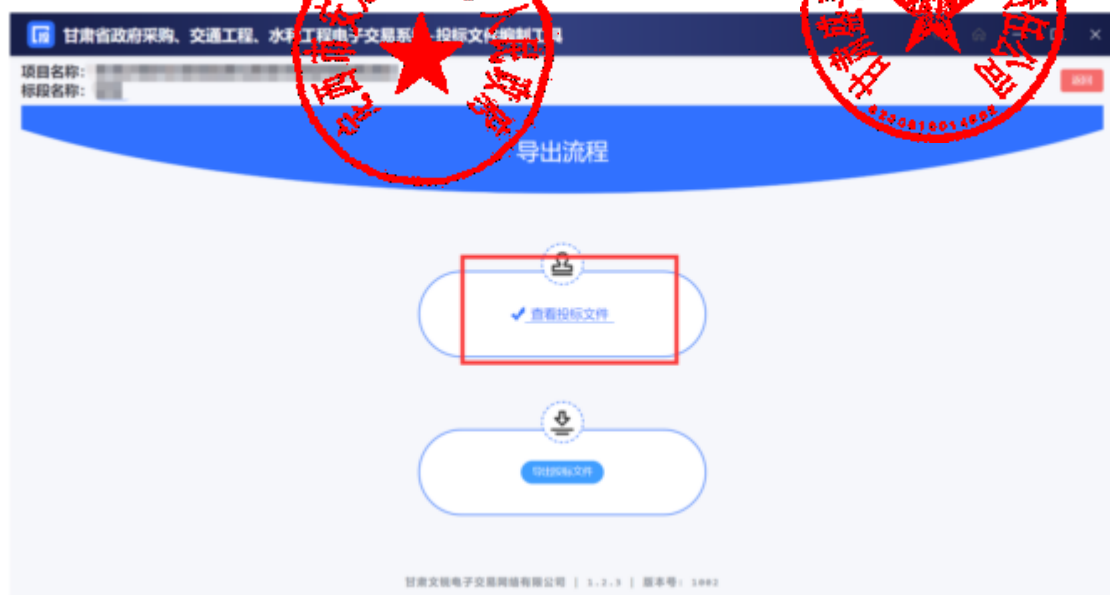 甘肃省政府采购、交通工程、水利工程电子交易系统-投标文件编制工具
项目名称:
标段名称:
返回
导出流程
查看投标文件
导出投标文件
甘肃文锐电子交易网络有限公司 | 1.2.3 | 版本号: 1002